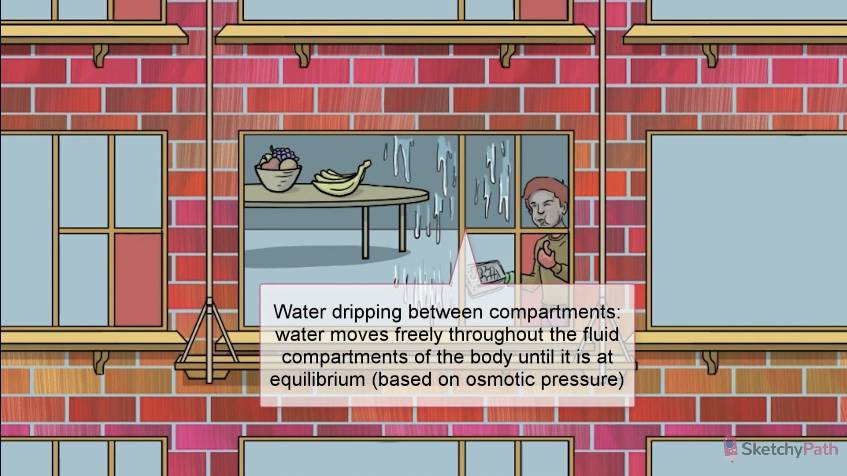 Water dripping between compartments:
water moves freely throughout the fluid
compartments of the body until it is at
equilibrium (based on osmotic pressure)
SketchyPath